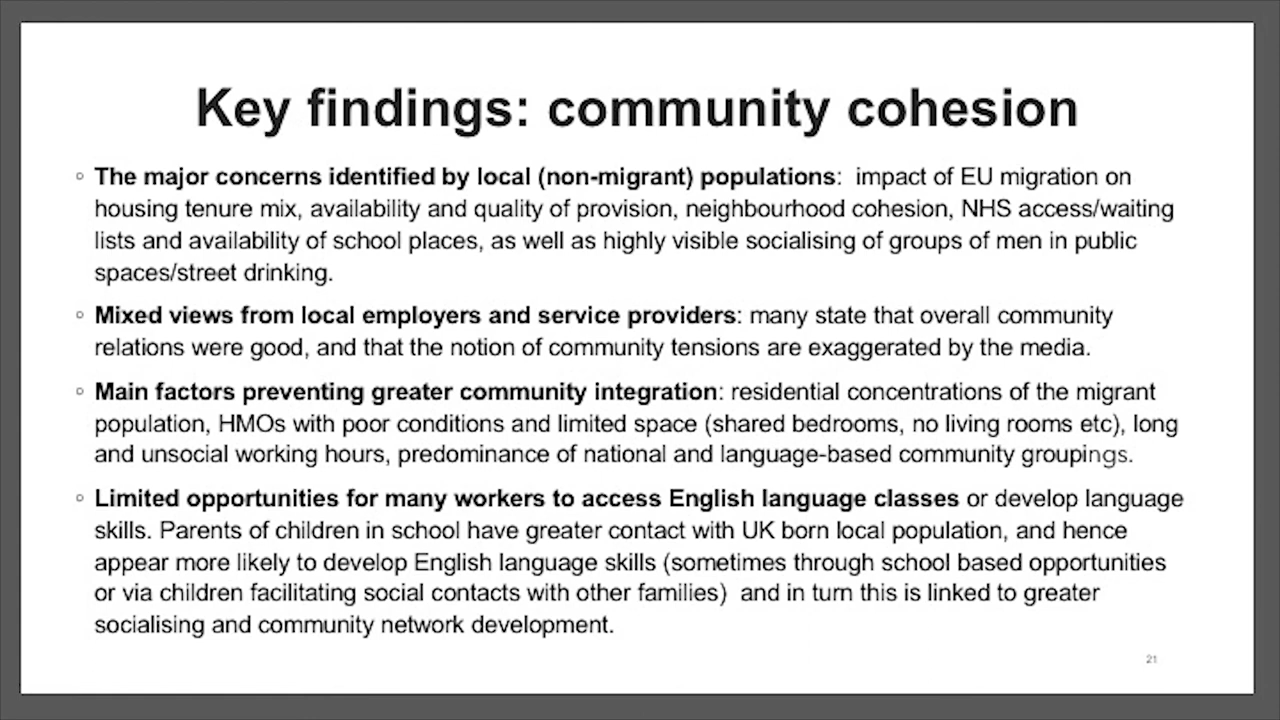 Key findings: community cohesion
◦ The major concerns identified by local (non-migrant) populations: impact of EU migration on
housing tenure mix, availability and quality of provision, neighbourhood cohesion, NHS access/waiting
lists and availability of school places, as well as highly visible socialising of groups of men in public
spaces/street drinking.
◦ Mixed views from local employers and service providers: many state that overall community
relations were good, and that the notion of community tensions are exaggerated by the media.
◦ Main factors preventing greater community integration: residential concentrations of the migrant
population, HMOs with poor conditions and limited space (shared bedrooms, no living rooms etc), long
and unsocial working hours, predominance of national and language-based community groupings.
◦ Limited opportunities for many workers to access English language classes or develop language
skills. Parents of children in school have greater contact with UK born local population, and hence
appear more likely to develop English language skills (sometimes through school based opportunities
or via children facilitating social contacts with other families) and in turn this is linked to greater
socialising and community network development.
21